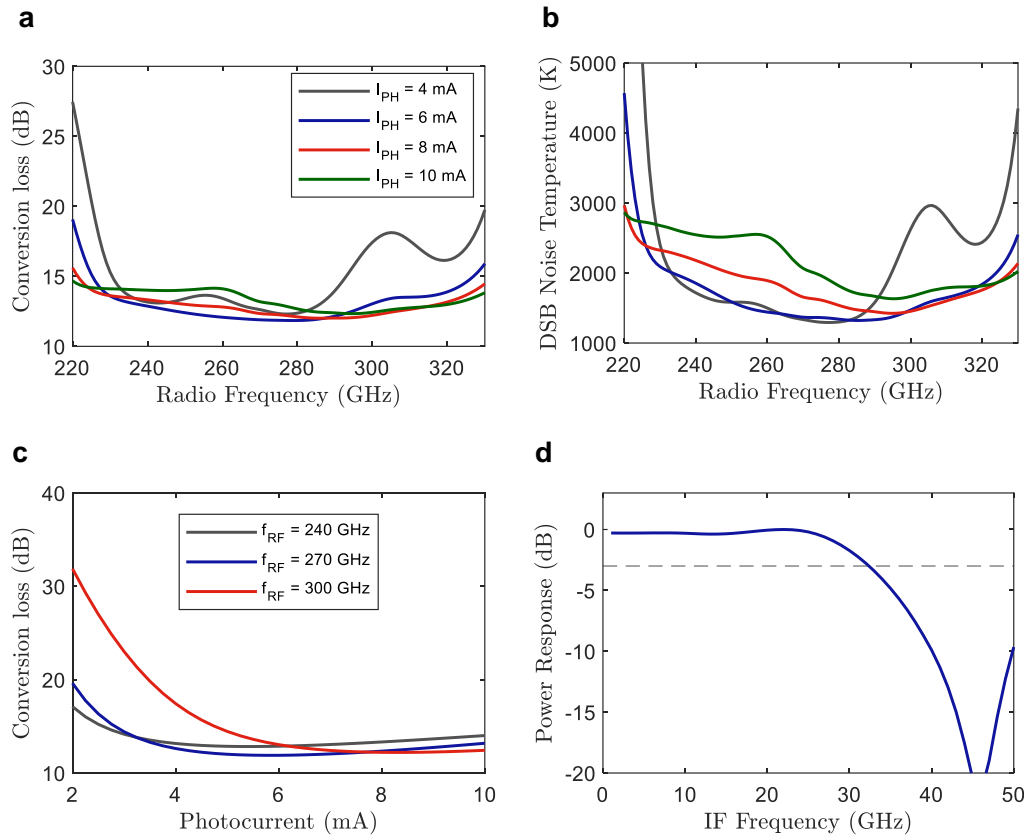 a
30
25
20
15
10
Conversion loss (dB)
I_PH = 4 mA
I_PH = 6 mA
I_PH = 8 mA
I_PH = 10 mA
220 240 260 280 300 320
Radio Frequency (GHz)
b
5000
4000
3000
2000
1000
DSB Noise Temperature (K)
220 240 260 280 300 320
Radio Frequency (GHz)
c
40
30
20
10
Conversion loss (dB)
f_RF = 240 GHz
f_RF = 270 GHz
f_RF = 300 GHz
2 4 6 8 10
Photocurrent (mA)
d
0
-5
-10
-15
-20
Power Response (dB)
0 10 20 30 40 50
IF Frequency (GHz)